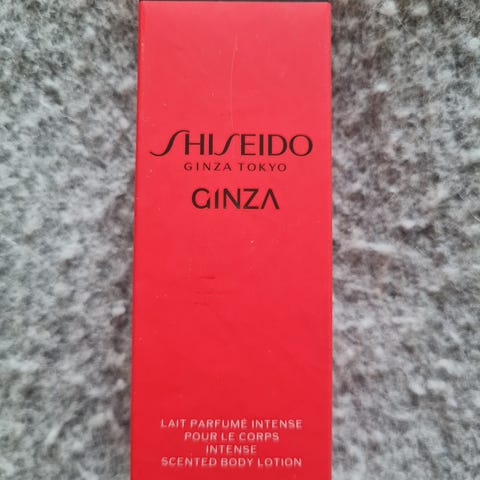 SHISEIDO
GINZA TOKYO
GINZA
LAIT PARFUMÉ INTENSE
POUR LE CORPS
INTENSE
SCENTED BODY LOTION